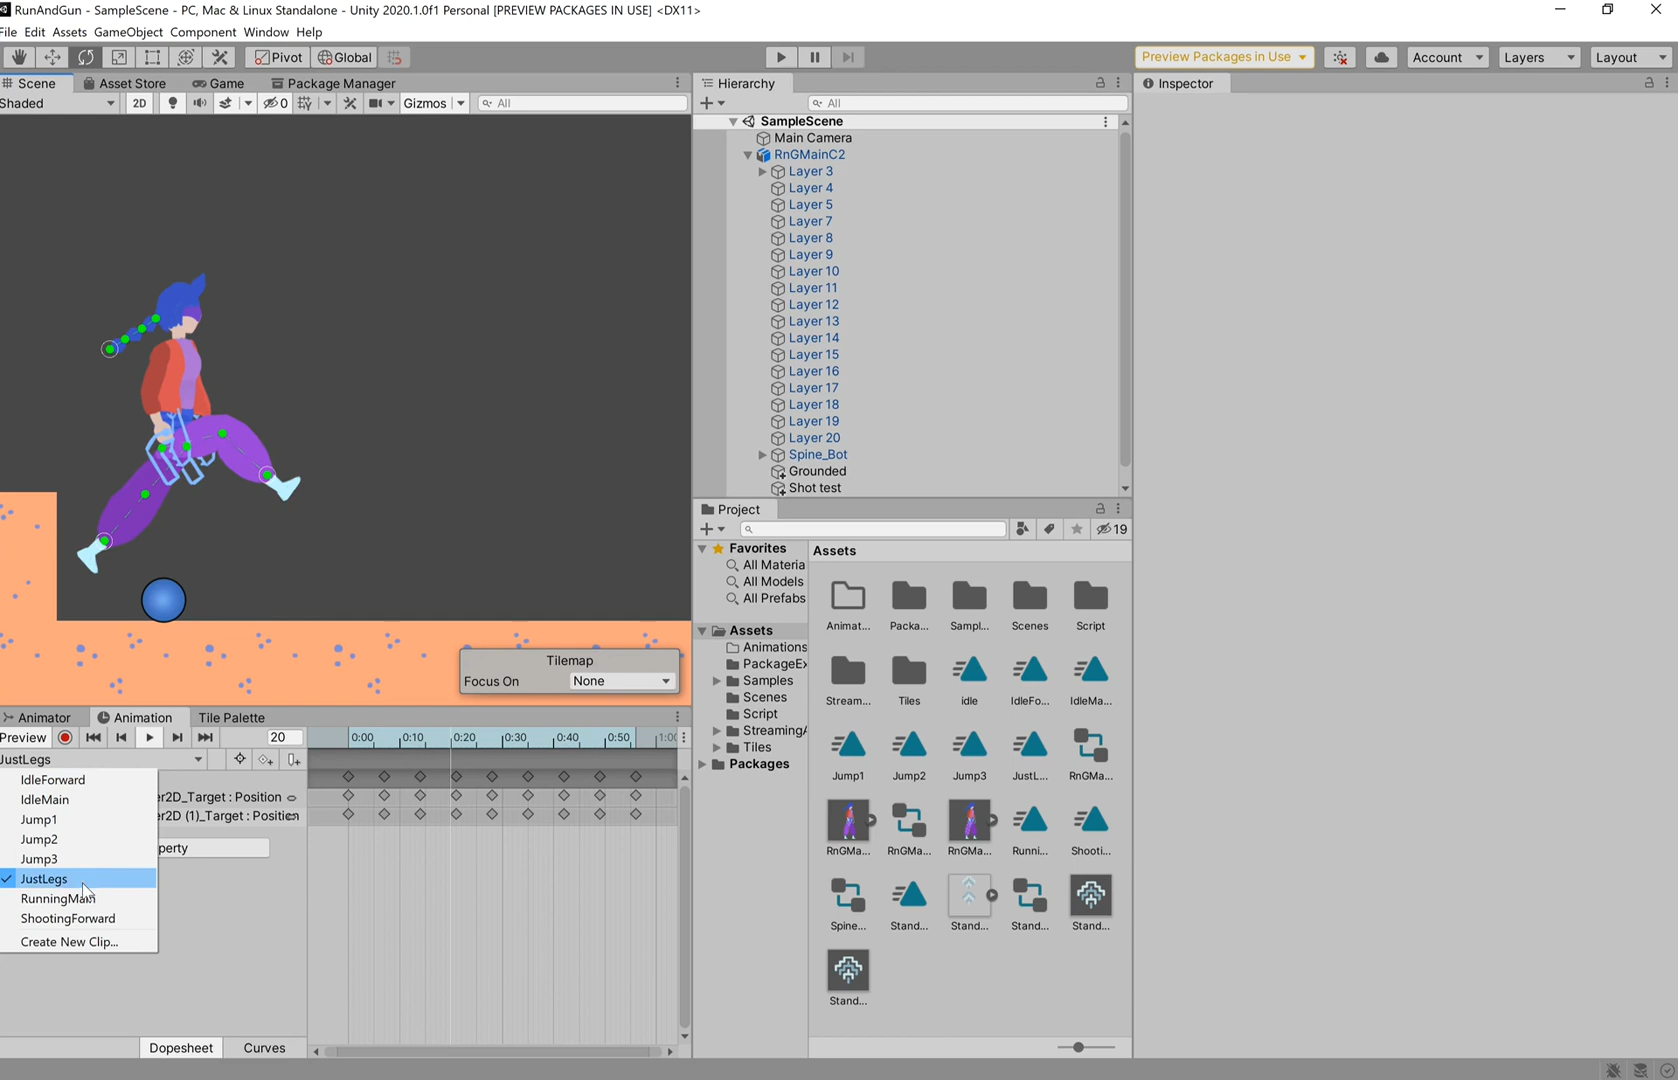 RunAndGun - SampleScene - PC, Mac & Linux Standalone - Unity 2020.1.0f1 Personal [PREVIEW PACKAGES IN USE] <DX11>
File Edit Assets GameObject Component Window Help
Pivot Global Preview Packages in Use Account Layers Layout
Scene Asset Store Game Package Manager
Shaded 2D 0 Gizmos All
Hierarchy
All
SampleScene
Main Camera
RnGMainC2
Layer 3
Layer 4
Layer 5
Layer 7
Layer 8
Layer 9
Layer 10
Layer 11
Layer 12
Layer 13
Layer 14
Layer 15
Layer 16
Layer 17
Layer 18
Layer 19
Layer 20
Spine_Bot
Grounded
Shot test
Inspector
Tilemap
Focus On None
Project
19
Favorites
All Materia
All Models
All Prefabs
Assets
Animations
PackageEx
Samples
Scenes
Script
StreamingA
Tiles
Packages
Assets
Animat... Packa... Sampl... Scenes Script
Stream... Tiles idle IdleFo... IdleMa...
Jump1 Jump2 Jump3 JustL... RnGMa...
RnGMa... RnGMa... RnGMa... Runni... Shooti...
Spine... Stand... Stand... Stand... Stand...
Stand...
Animator Animation Tile Palette
Preview 20 0:00 0:10 0:20 0:30 0:40 0:50 1:00
JustLegs
IdleForward
IdleMain
Jump1
Jump2
Jump3
JustLegs
RunningMain
ShootingForward
Create New Clip...
er2D_Target : Position
er2D (1)_Target : Position
perty
Dopesheet Curves